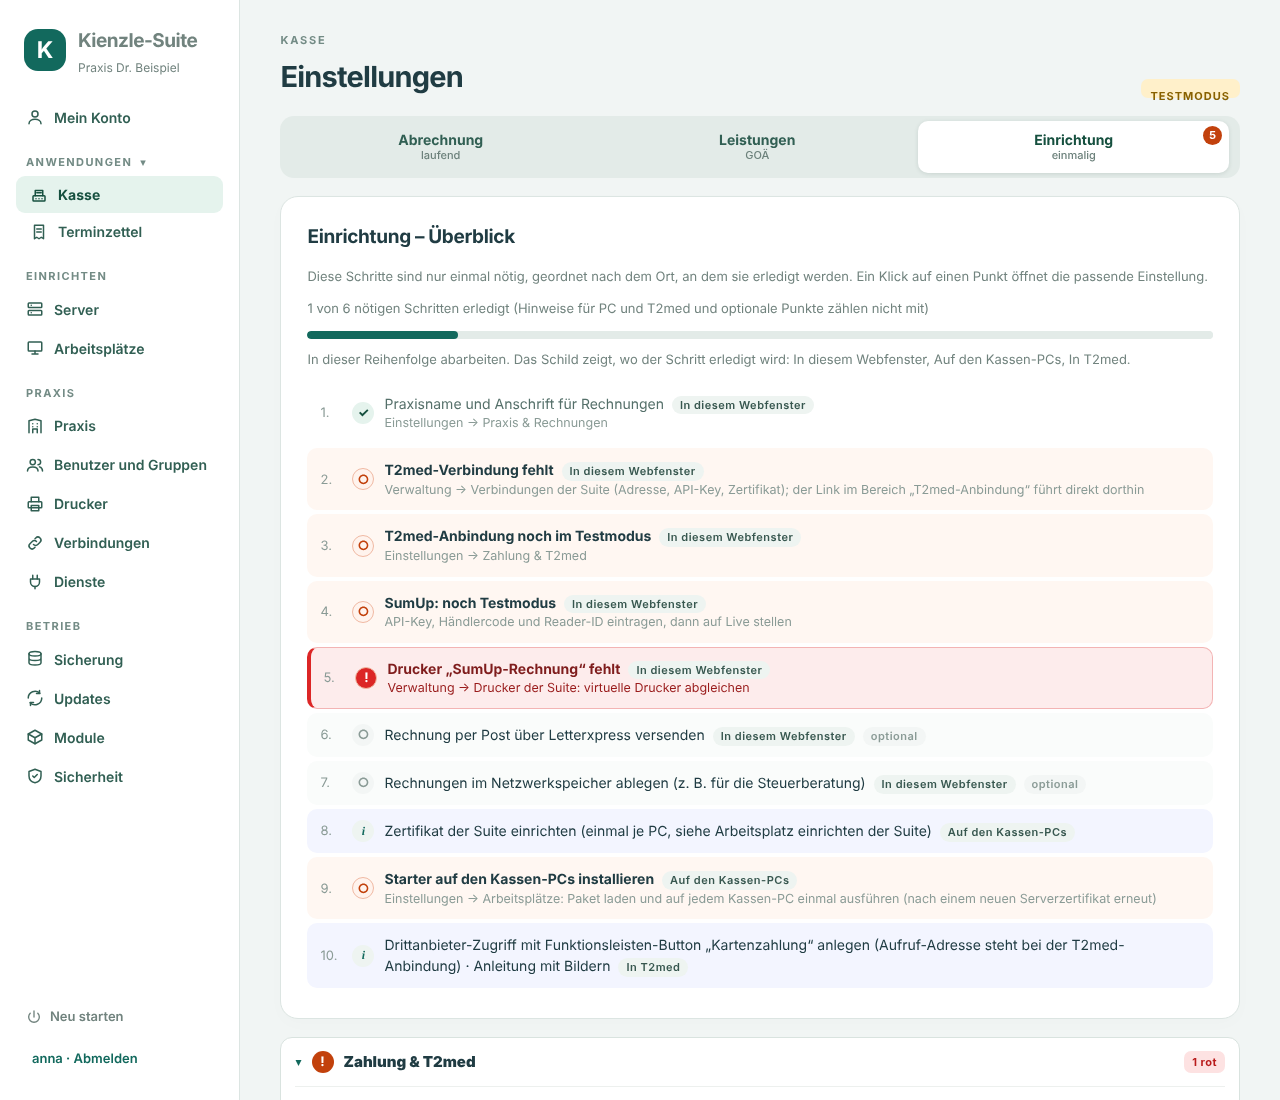 K
Kienzle-Suite
Praxis Dr. Beispiel
Mein Konto
ANWENDUNGEN ▾
Kasse
Terminzettel
EINRICHTEN
Server
Arbeitsplätze
PRAXIS
Praxis
Benutzer und Gruppen
Drucker
Verbindungen
Dienste
BETRIEB
Sicherung
Updates
Module
Sicherheit
Neu starten
anna · Abmelden
KASSE
Einstellungen
TESTMODUS
Abrechnung
laufend
Leistungen
GOÄ
Einrichtung
einmalig
5
Einrichtung – Überblick
Diese Schritte sind nur einmal nötig, geordnet nach dem Ort, an dem sie erledigt werden. Ein Klick auf einen Punkt öffnet die passende Einstellung.
1 von 6 nötigen Schritten erledigt (Hinweise für PC und T2med und optionale Punkte zählen nicht mit)
In dieser Reihenfolge abarbeiten. Das Schild zeigt, wo der Schritt erledigt wird: In diesem Webfenster, Auf den Kassen-PCs, In T2med.
1. Praxisname und Anschrift für Rechnungen In diesem Webfenster
Einstellungen → Praxis & Rechnungen
2. T2med-Verbindung fehlt In diesem Webfenster
Verwaltung → Verbindungen der Suite (Adresse, API-Key, Zertifikat); der Link im Bereich „T2med-Anbindung“ führt direkt dorthin
3. T2med-Anbindung noch im Testmodus In diesem Webfenster
Einstellungen → Zahlung & T2med
4. SumUp: noch Testmodus In diesem Webfenster
API-Key, Händlercode und Reader-ID eintragen, dann auf Live stellen
5. ! Drucker „SumUp-Rechnung“ fehlt In diesem Webfenster
Verwaltung → Drucker der Suite: virtuelle Drucker abgleichen
6. Rechnung per Post über Letterxpress versenden In diesem Webfenster optional
7. Rechnungen im Netzwerkspeicher ablegen (z. B. für die Steuerberatung) In diesem Webfenster optional
8. i Zertifikat der Suite einrichten (einmal je PC, siehe Arbeitsplatz einrichten der Suite) Auf den Kassen-PCs
9. Starter auf den Kassen-PCs installieren Auf den Kassen-PCs
Einstellungen → Arbeitsplätze: Paket laden und auf jedem Kassen-PC einmal ausführen (nach einem neuen Serverzertifikat erneut)
10. i Drittanbieter-Zugriff mit Funktionsleisten-Button „Kartenzahlung“ anlegen (Aufruf-Adresse steht bei der T2med-
Anbindung) · Anleitung mit Bildern In T2med
▾ ! Zahlung & T2med 1 rot